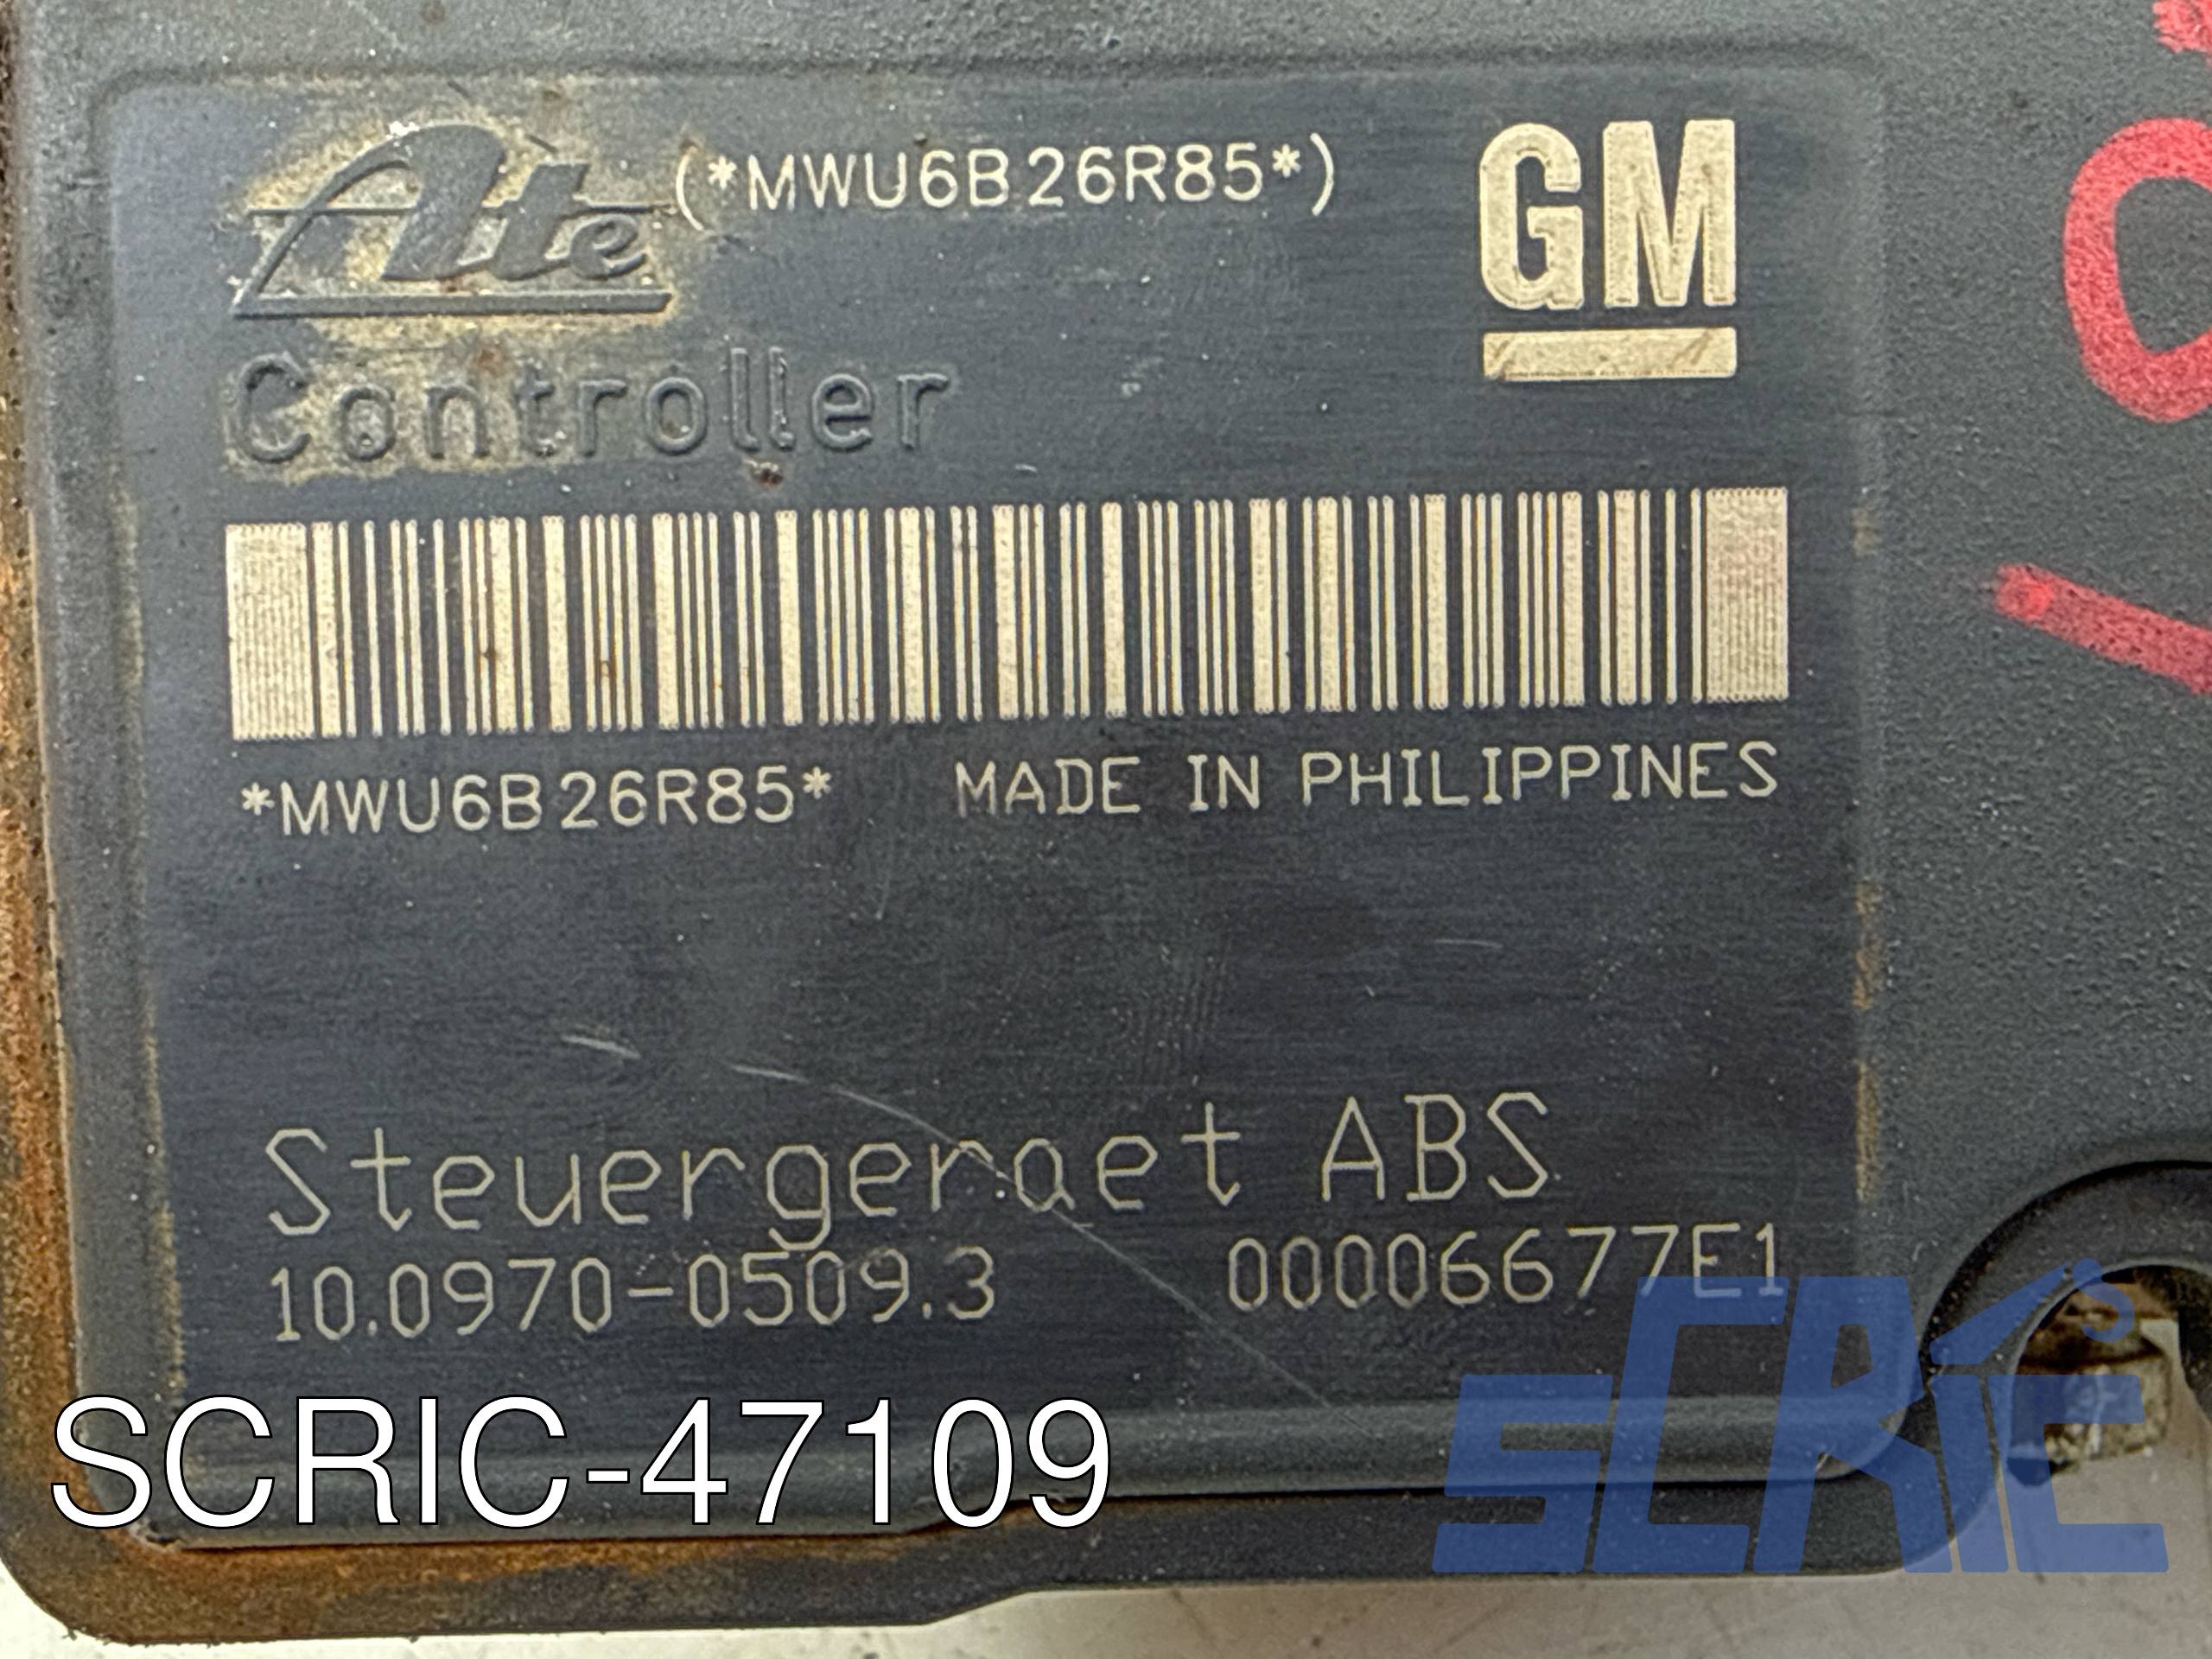 Ate (*MWU6B26R85*) GM
Controller
*MWU6B26R85* MADE IN PHILIPPINES
Steuergeraet ABS
10.0970-0509.3 00006677E1
SCRIC-47109
SCRIC